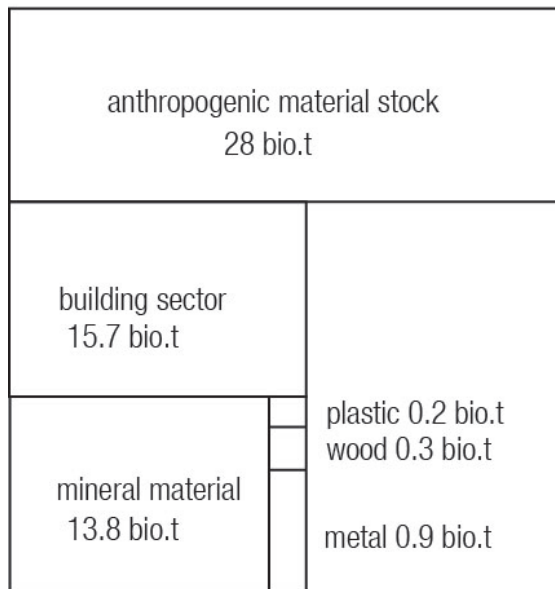 anthropogenic material stock
28 bio.t
building sector
15.7 bio.t
plastic 0.2 bio.t
wood 0.3 bio.t
mineral material
13.8 bio.t
metal 0.9 bio.t